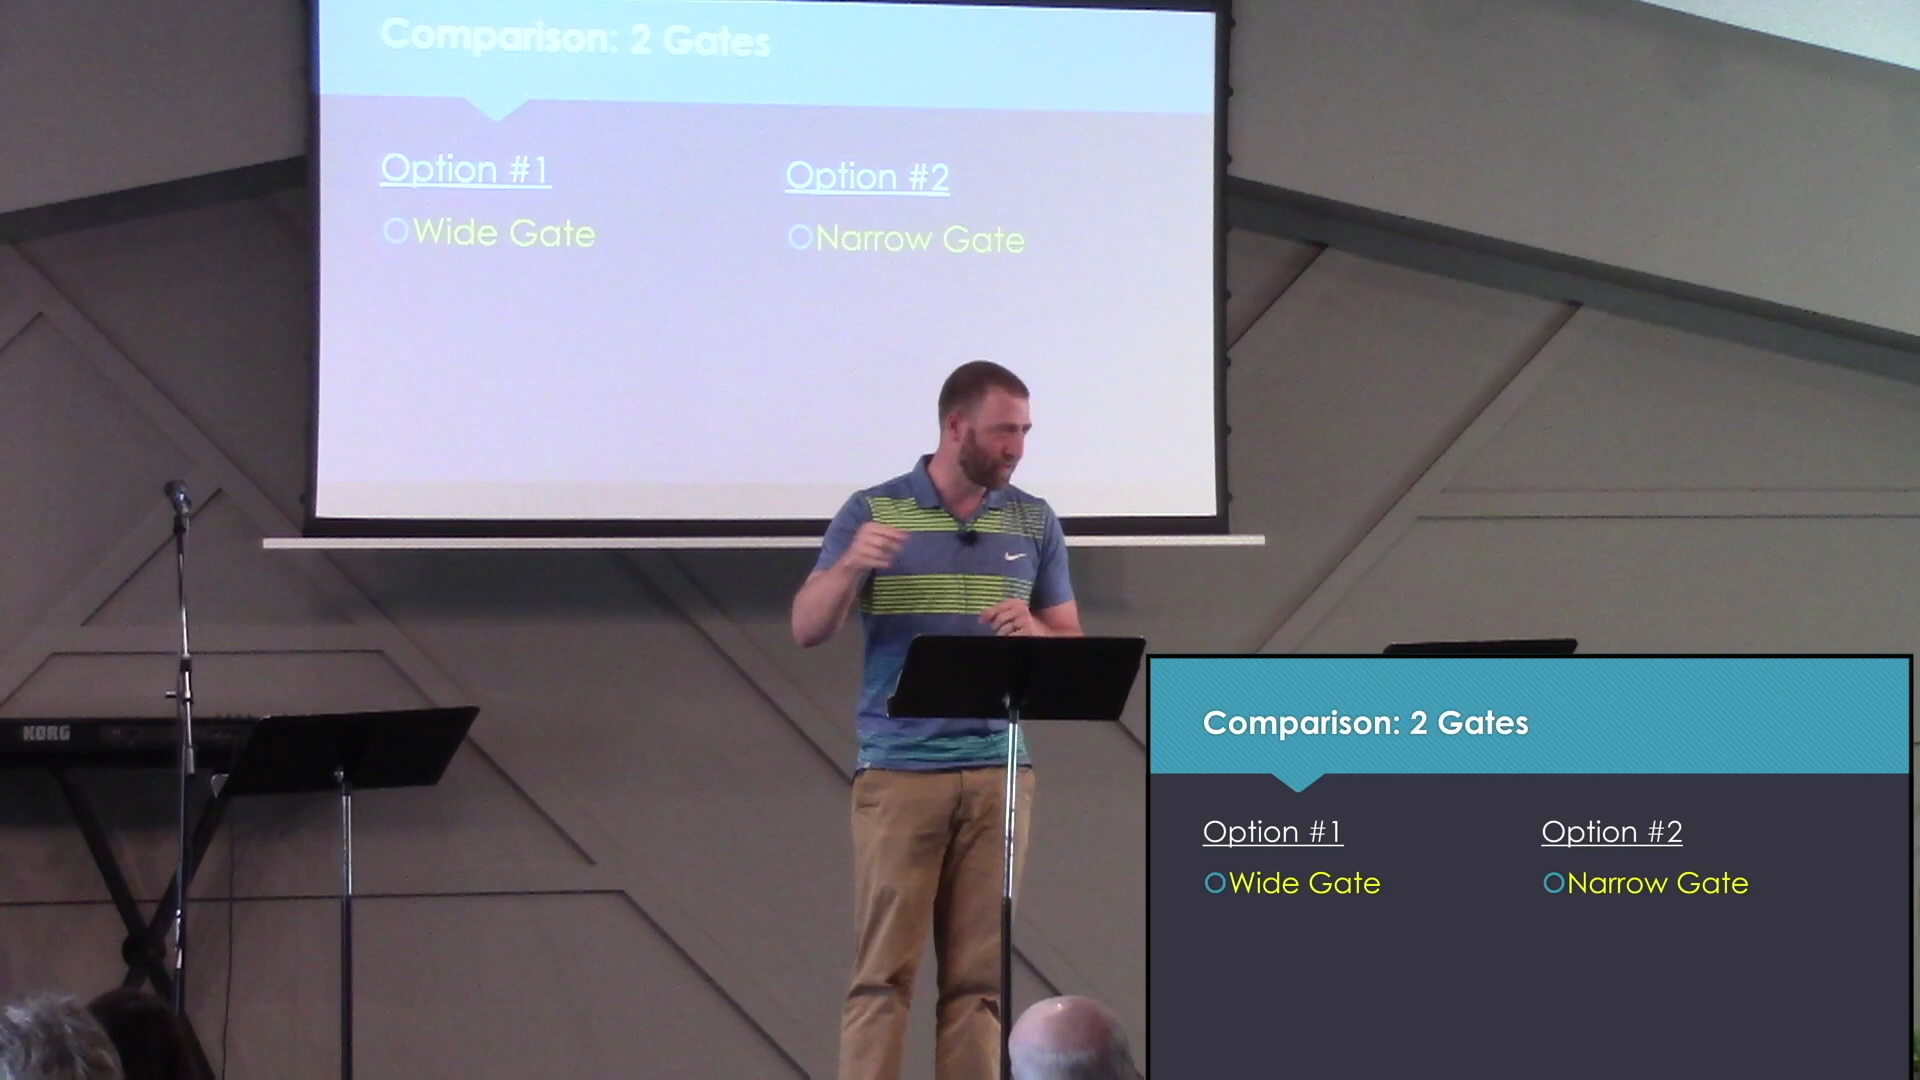 Comparison: 2 Gates
Option #1
Option #2
Wide Gate
Narrow Gate
KORG
Comparison: 2 Gates
Option #1
Option #2
Wide Gate
Narrow Gate